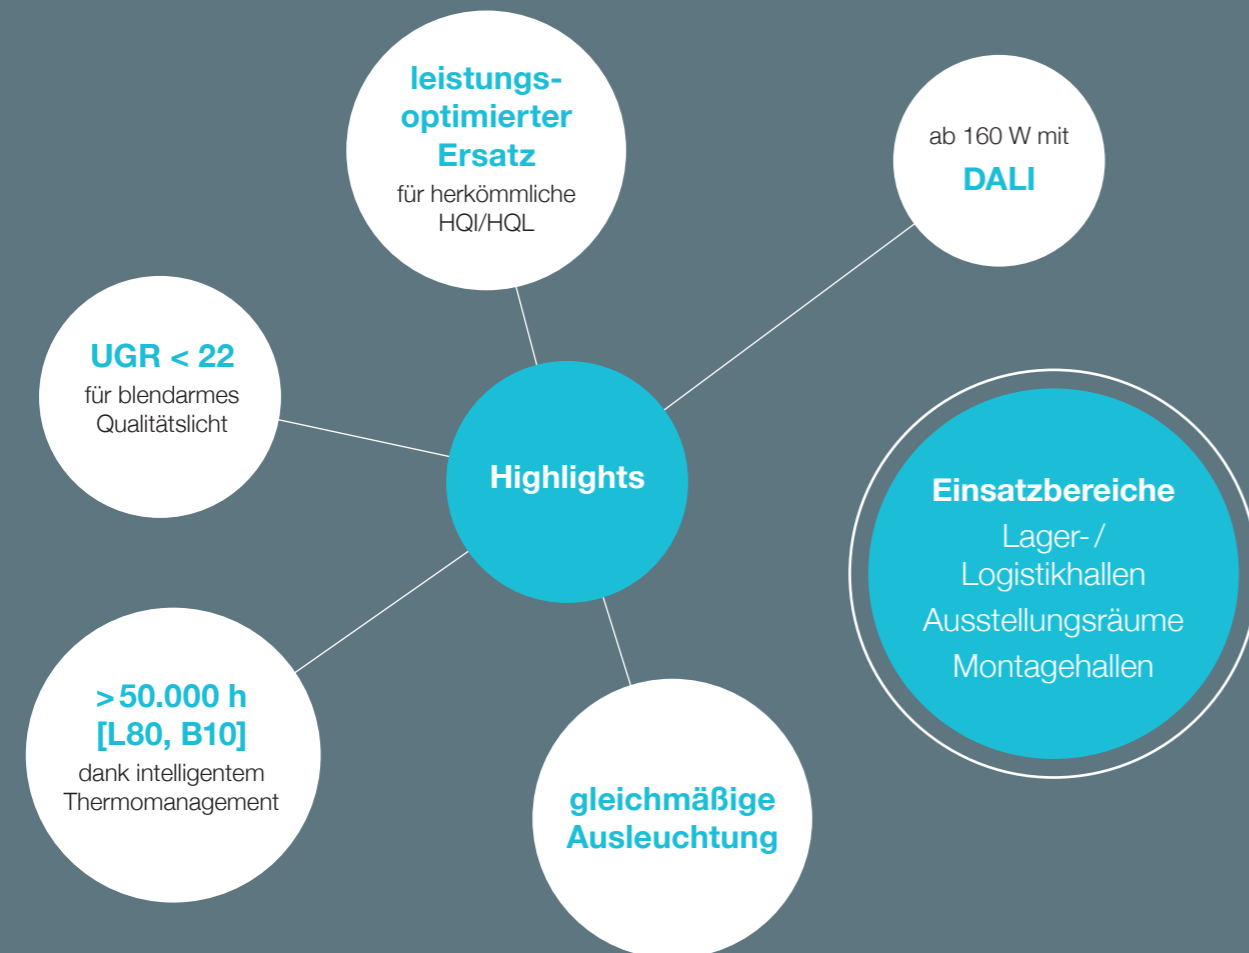 leistungs-
optimierter
Ersatz
für herkömmliche
HQI/HQL
ab 160 W mit
DALI
UGR < 22
für blendarmes
Qualitätslicht
Highlights
Einsatzbereiche
Lager- /
Logistikhallen
Ausstellungsräume
Montagehallen
> 50.000 h
[L80, B10]
dank intelligentem
Thermomanagement
gleichmäßige
Ausleuchtung